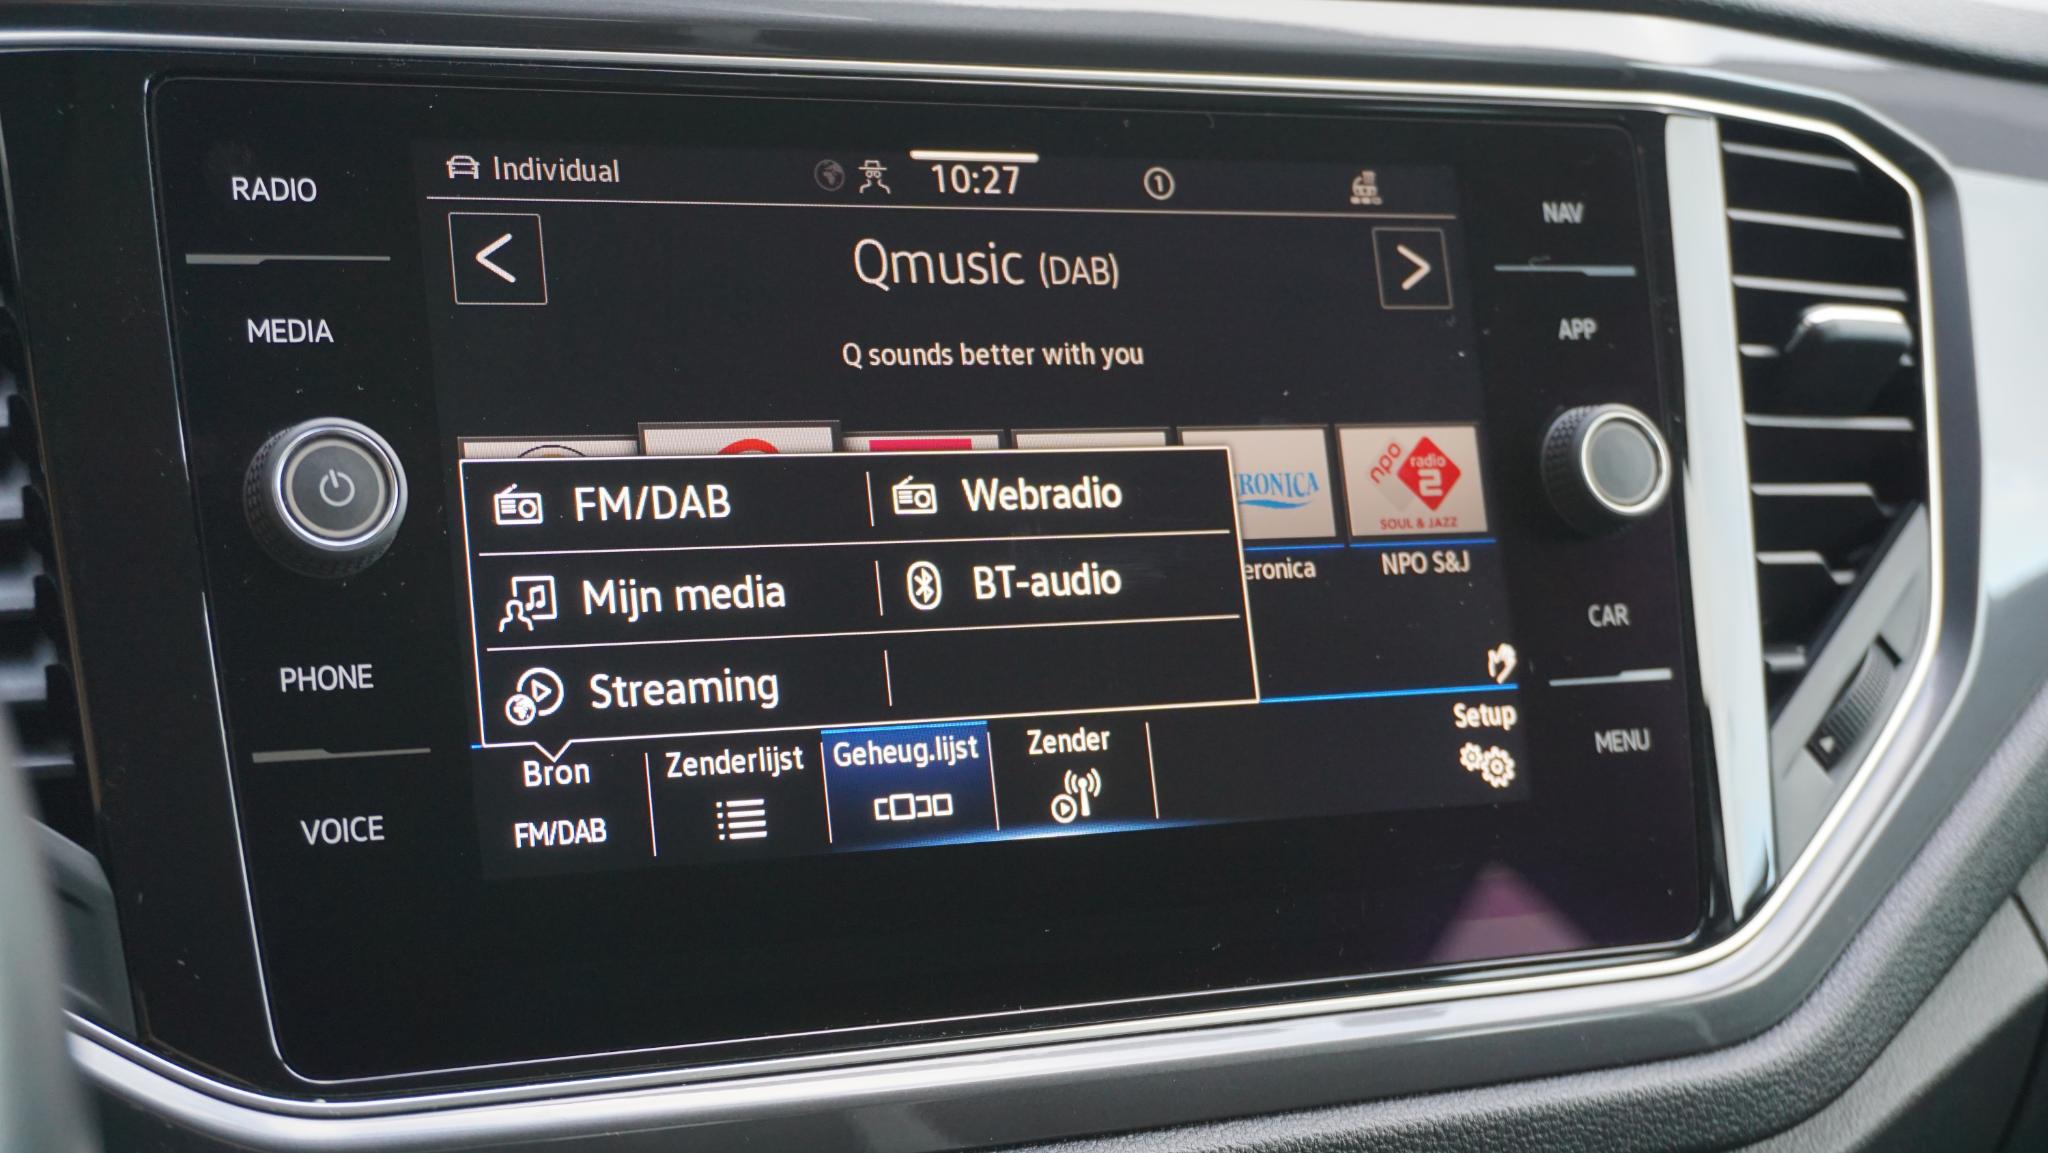 RADIO
MEDIA
PHONE
VOICE
Individual
10:27
1
Qmusic (DAB)
Q sounds better with you
FM/DAB
Webradio
Mijn media
BT-audio
Streaming
RONICA
eronica
npo radio 2
SOUL & JAZZ
NPO S&J
Bron
FM/DAB
Zenderlijst
Geheug.lijst
Zender
Setup
NAV
APP
CAR
MENU